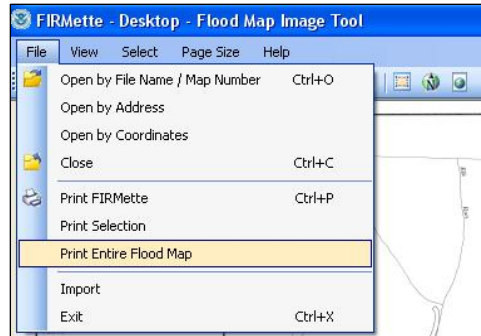 FIRMette - Desktop - Flood Map Image Tool
File View Select Page Size Help
Open by File Name / Map Number Ctrl+O
Open by Address
Open by Coordinates
Close Ctrl+C
Print FIRMette Ctrl+P
Print Selection
Print Entire Flood Map
Import
Exit Ctrl+X